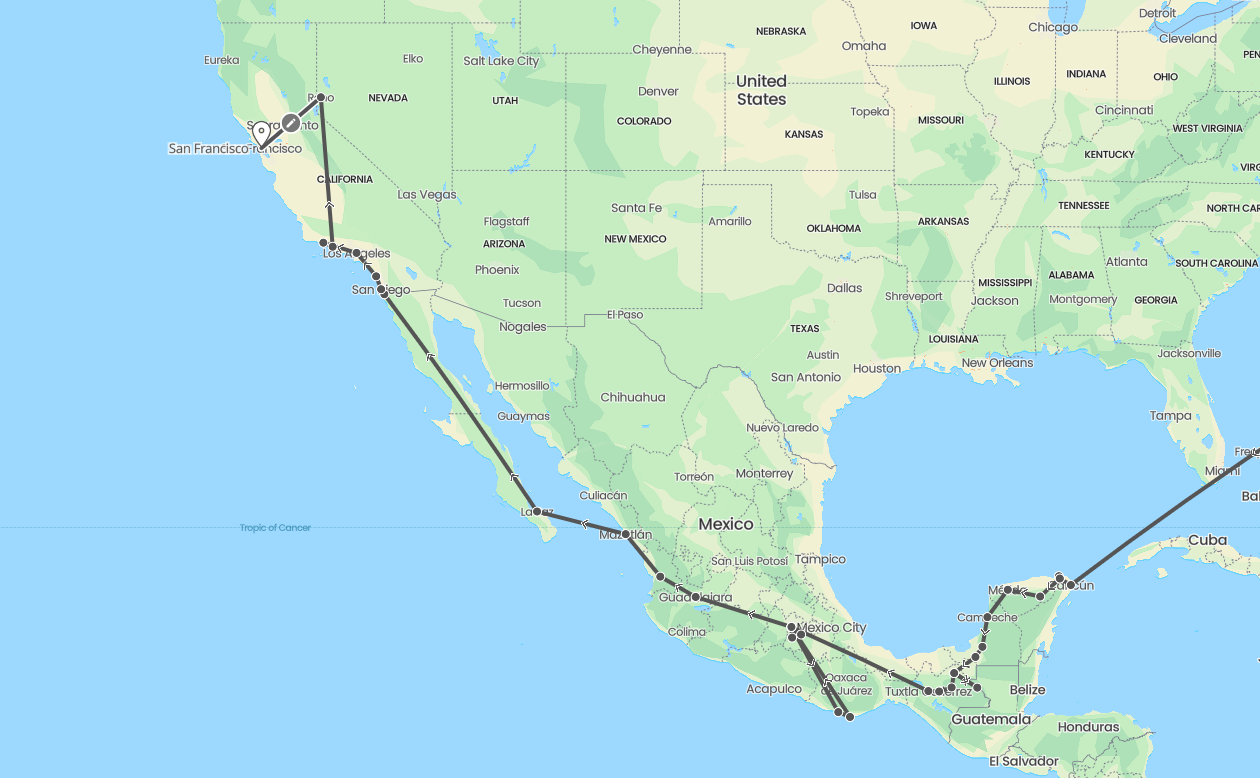 Detroit
Chicago
IOWA
NEBRASKA
Cleveland
Omaha
Cheyenne
PEN
Eureka
Elko
Salt Lake City
INDIANA
OHIO
ILLINOIS
United
States
Denver
NEVADA
UTAH
Cincinnati
Topeka
COLORADO
MISSOURI
WEST VIRGINIA
KANSAS
San Francisco
KENTUCKY
VIRG
CALIFORNIA
Las Vegas
Tulsa
TENNESSEE
Santa Fe
NORTH CAR
Flagstaff
Amarillo
ARKANSAS
OKLAHOMA
ARIZONA
NEW MEXICO
Los Angeles
Atlanta
SOUTH CAROLINA
Phoenix
ALABAMA
MISSISSIPPI
Dallas
San Diego
Shreveport
Jackson
Montgomery
GEORGIA
Tucson
El Paso
Nogales
TEXAS
LOUISIANA
Jacksonville
Austin
New Orleans
Houston
San Antonio
Hermosillo
Chihuahua
Guaymas
Tampa
Nuevo Laredo
Monterrey
Torreón
Miami
Culiacán
Bal
Mexico
Tropic of Cancer
Mazatlán
Cuba
San Luis Potosí
Tampico
Cancún
Guadalajara
Campeche
Mexico City
Colima
Oaxaca
de Juárez
Acapulco
Tuxtla Gutiérrez
Belize
Guatemala
Honduras
El Salvador